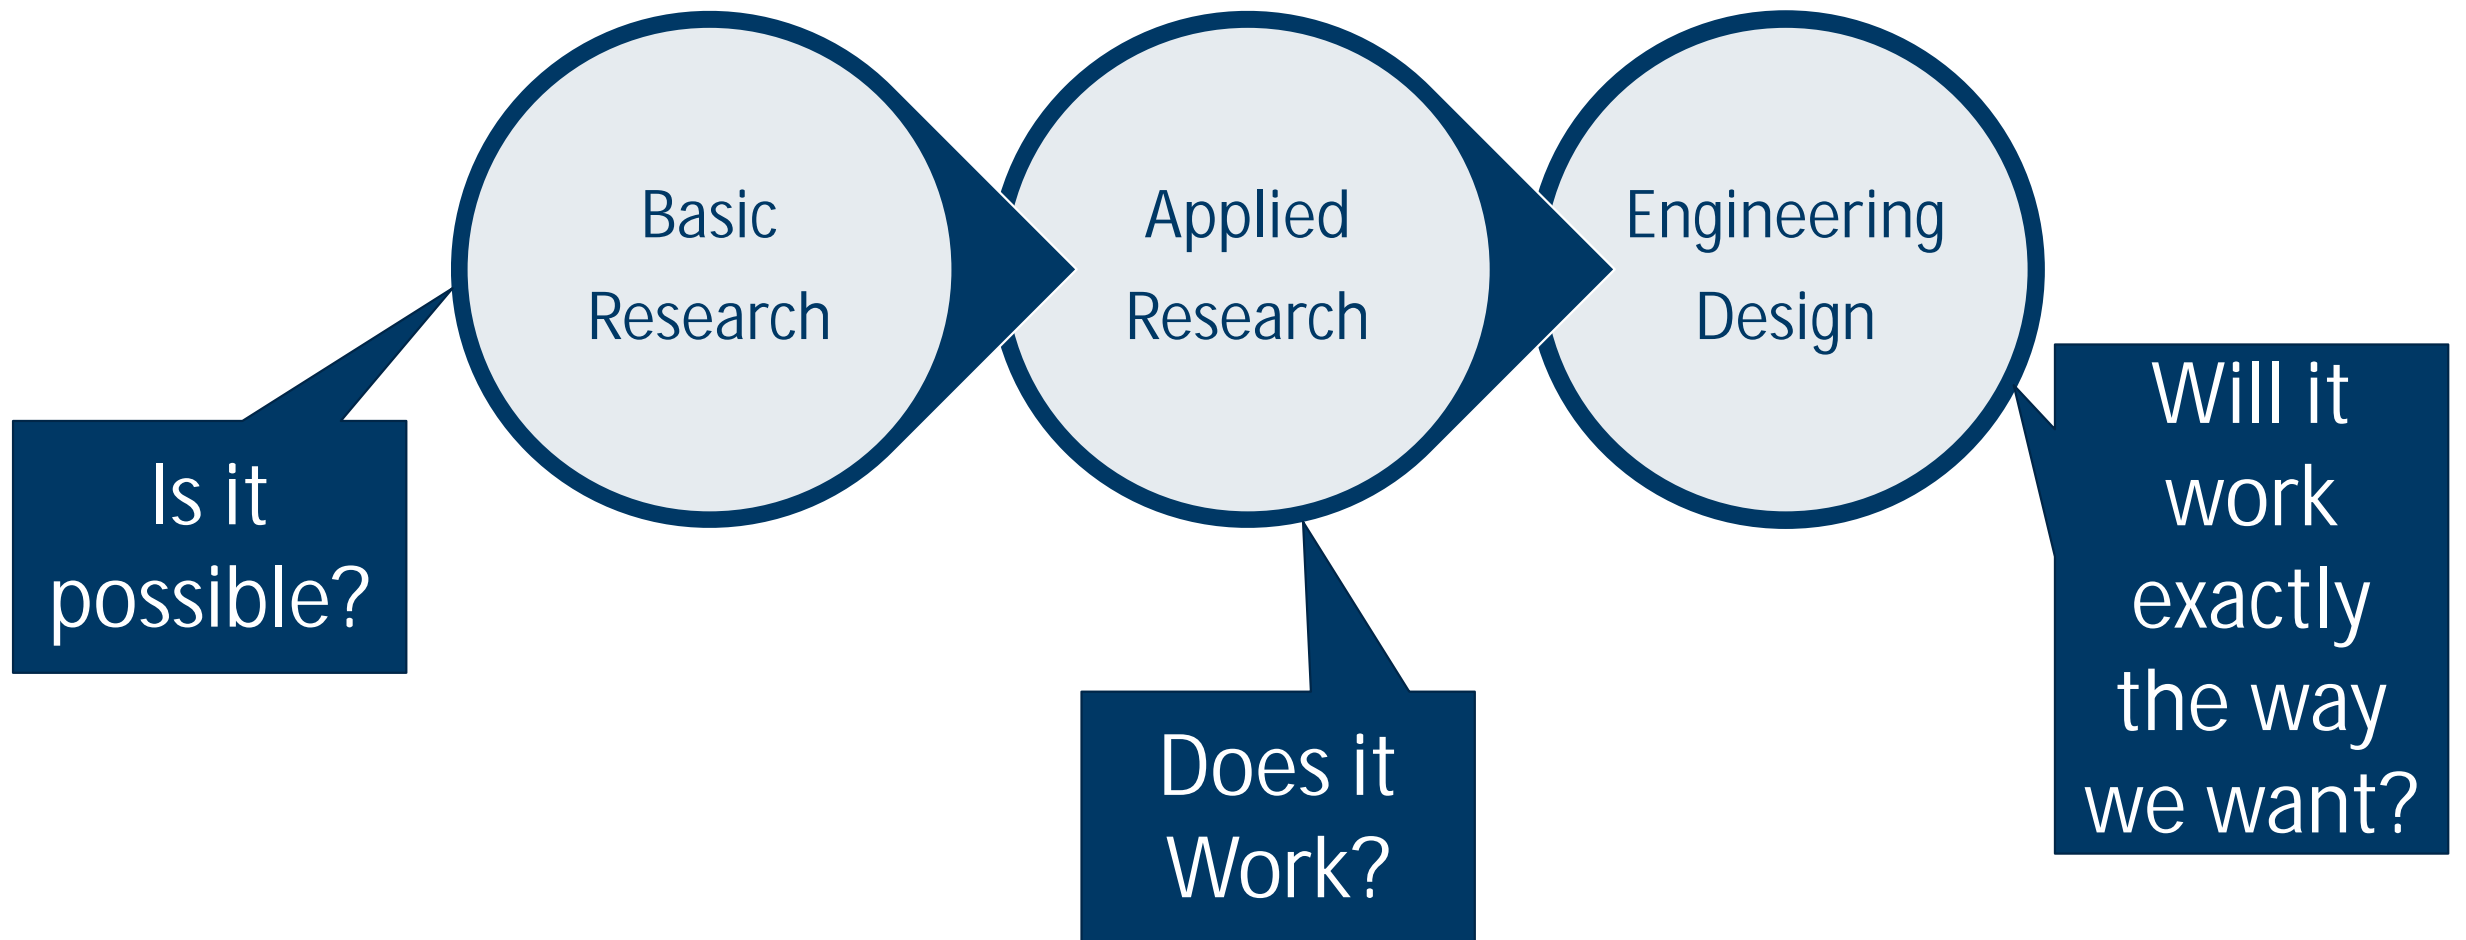 Basic
Research
Applied
Research
Engineering
Design
Is it
possible?
Does it
Work?
Will it
work
exactly
the way
we want?